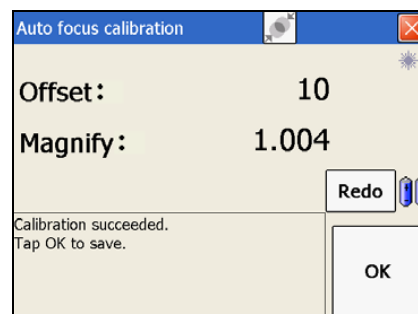 Auto focus calibration
Offset: 10
Magnify: 1.004
Redo
Calibration succeeded.
Tap OK to save.
OK